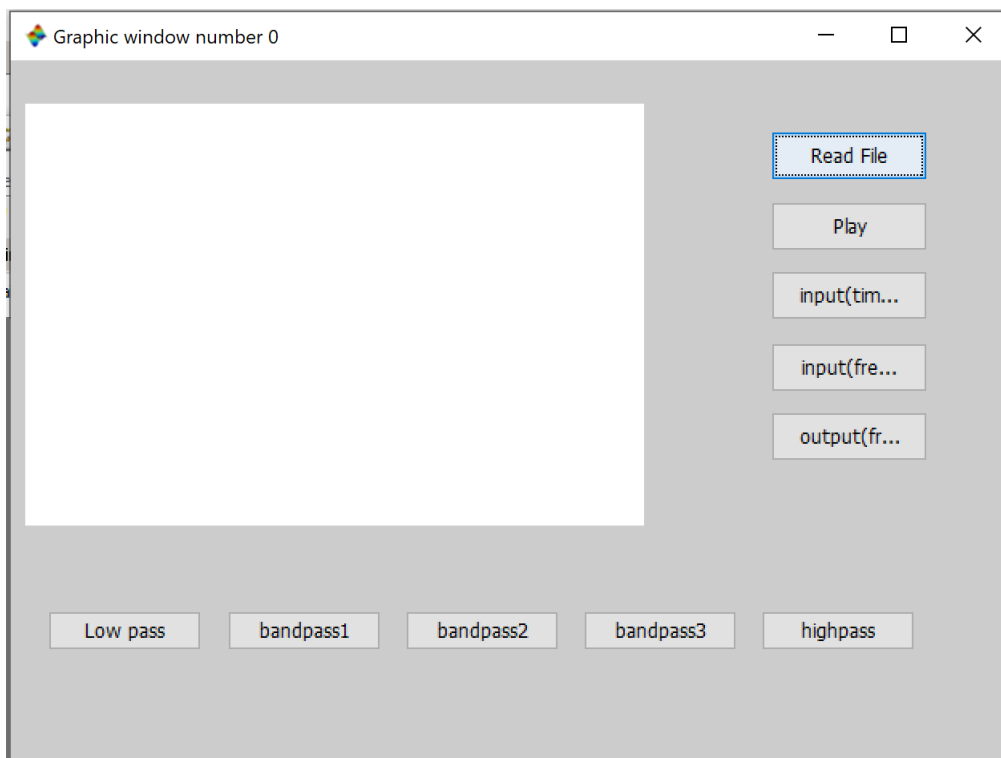 Graphic window number 0
Read File
Play
input(tim...
input(fre...
output(fr...
Low pass
bandpass1
bandpass2
bandpass3
highpass